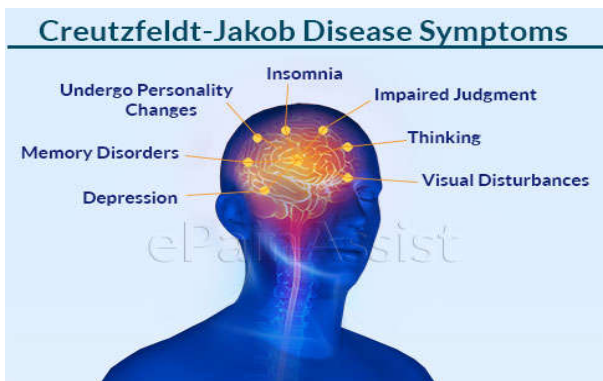 Creutzfeldt-Jakob Disease Symptoms
Insomnia
Undergo Personality
Changes
Impaired Judgment
Thinking
Memory Disorders
Visual Disturbances
Depression
ePainAssist